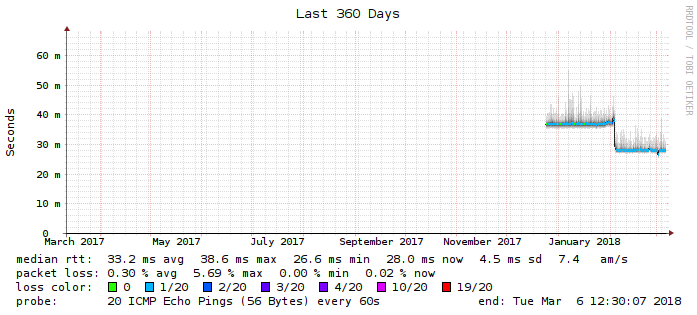 Last 360 Days
RRDTOOL / TOBI OETIKER
Seconds
60 m
50 m
40 m
30 m
20 m
10 m
0
March 2017 May 2017 July 2017 September 2017 November 2017 January 2018
median rtt: 33.2 ms avg 38.6 ms max 26.6 ms min 28.0 ms now 4.5 ms sd 7.4 am/s
packet loss: 0.30 % avg 5.69 % max 0.00 % min 0.02 % now
loss color: 0 1/20 2/20 3/20 4/20 10/20 19/20
probe: 20 ICMP Echo Pings (56 Bytes) every 60s end: Tue Mar 6 12:30:07 2018